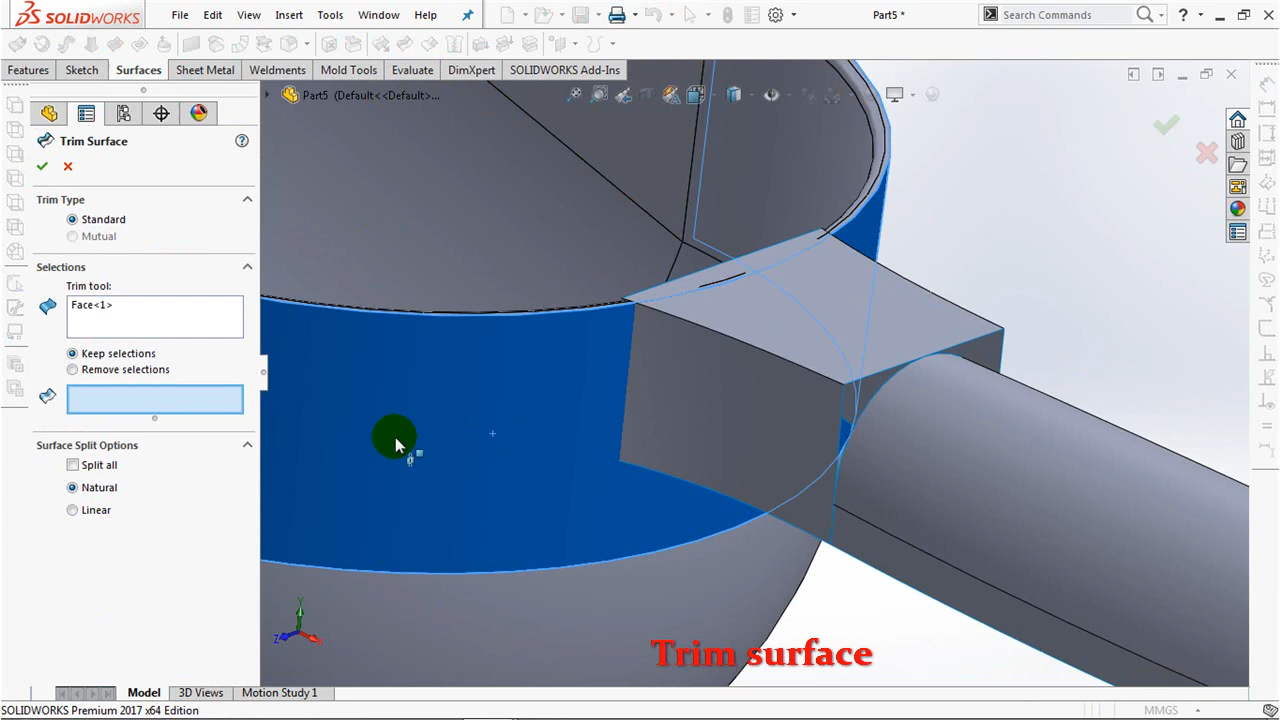 SOLIDWORKS File Edit View Insert Tools Window Help Part5 * Search Commands ?
Features Sketch Surfaces Sheet Metal Weldments Mold Tools Evaluate DimXpert SOLIDWORKS Add-Ins
Part5 (Default<<Default>...
Trim Surface
?
Trim Type
Standard
Mutual
Selections
Trim tool:
Face<1>
Keep selections
Remove selections
Surface Split Options
Split all
Natural
Linear
Y
Z
Trim surface
Model 3D Views Motion Study 1
SOLIDWORKS Premium 2017 x64 Edition MMGS